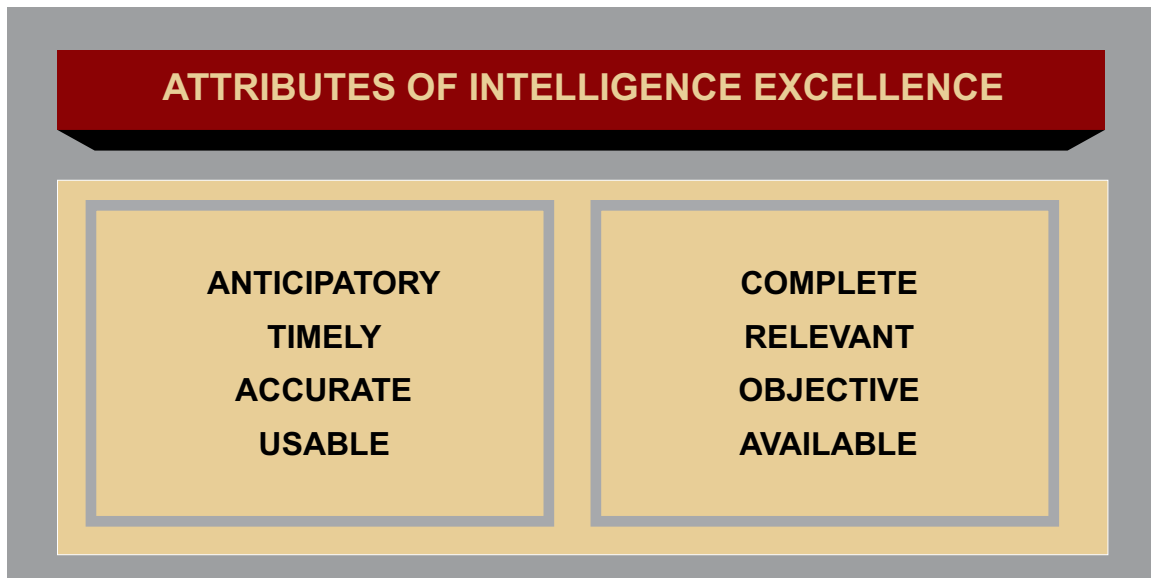 ATTRIBUTES OF INTELLIGENCE EXCELLENCE
ANTICIPATORY
TIMELY
ACCURATE
USABLE
COMPLETE
RELEVANT
OBJECTIVE
AVAILABLE